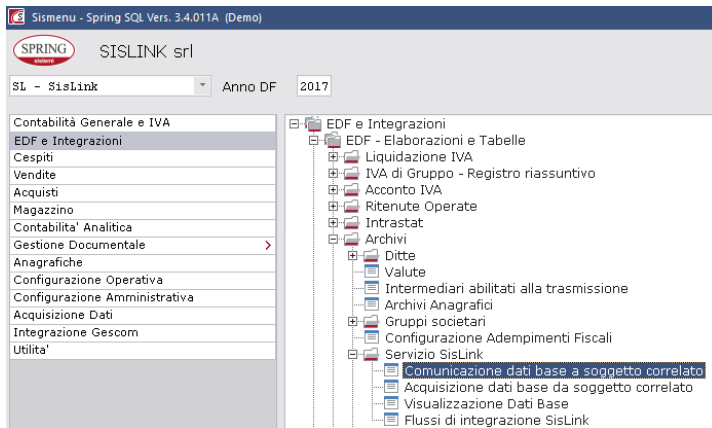 Sismenu - Spring SQL Vers. 3.4.011A (Demo)
SPRING
sistemi
SISLINK srl
SL - SisLink
Anno DF
2017
Contabilità Generale e IVA
EDF e Integrazioni
Cespiti
Vendite
Acquisti
Magazzino
Contabilita' Analitica
Gestione Documentale
Anagrafiche
Configurazione Operativa
Configurazione Amministrativa
Acquisizione Dati
Integrazione Gescom
Utilita'
EDF e Integrazioni
EDF - Elaborazioni e Tabelle
Liquidazione IVA
IVA di Gruppo - Registro riassuntivo
Acconto IVA
Ritenute Operate
Intrastat
Archivi
Ditte
Valute
Intermediari abilitati alla trasmissione
Archivi Anagrafici
Gruppi societari
Configurazione Adempimenti Fiscali
Servizio SisLink
Comunicazione dati base a soggetto correlato
Acquisizione dati base da soggetto correlato
Visualizzazione Dati Base
Flussi di integrazione SisLink